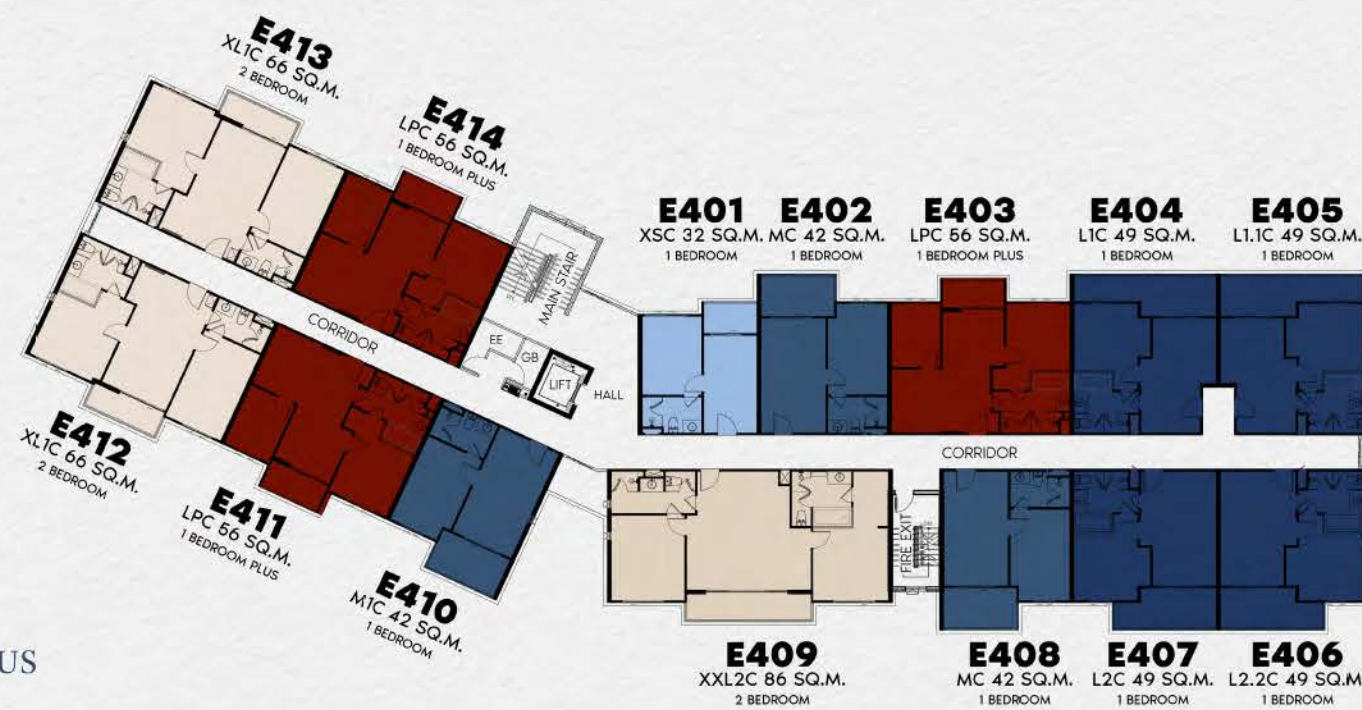 E413
XL1C 66 SQ.M.
2 BEDROOM
E414
LPC 56 SQ.M.
1 BEDROOM PLUS
E401
XSC 32 SQ.M.
1 BEDROOM
E402
MC 42 SQ.M.
1 BEDROOM
E403
LPC 56 SQ.M.
1 BEDROOM PLUS
E404
L1C 49 SQ.M.
1 BEDROOM
E405
L1.1C 49 SQ.M.
1 BEDROOM
MAIN STAIR
CORRIDOR
EE
GB
LIFT
HALL
CORRIDOR
FIRE EXIT
E412
XL1C 66 SQ.M.
2 BEDROOM
E411
LPC 56 SQ.M.
1 BEDROOM PLUS
E410
M1C 42 SQ.M.
1 BEDROOM
E409
XXL2C 86 SQ.M.
2 BEDROOM
E408
MC 42 SQ.M.
1 BEDROOM
E407
L2C 49 SQ.M.
1 BEDROOM
E406
L2.2C 49 SQ.M
1 BEDROOM
US